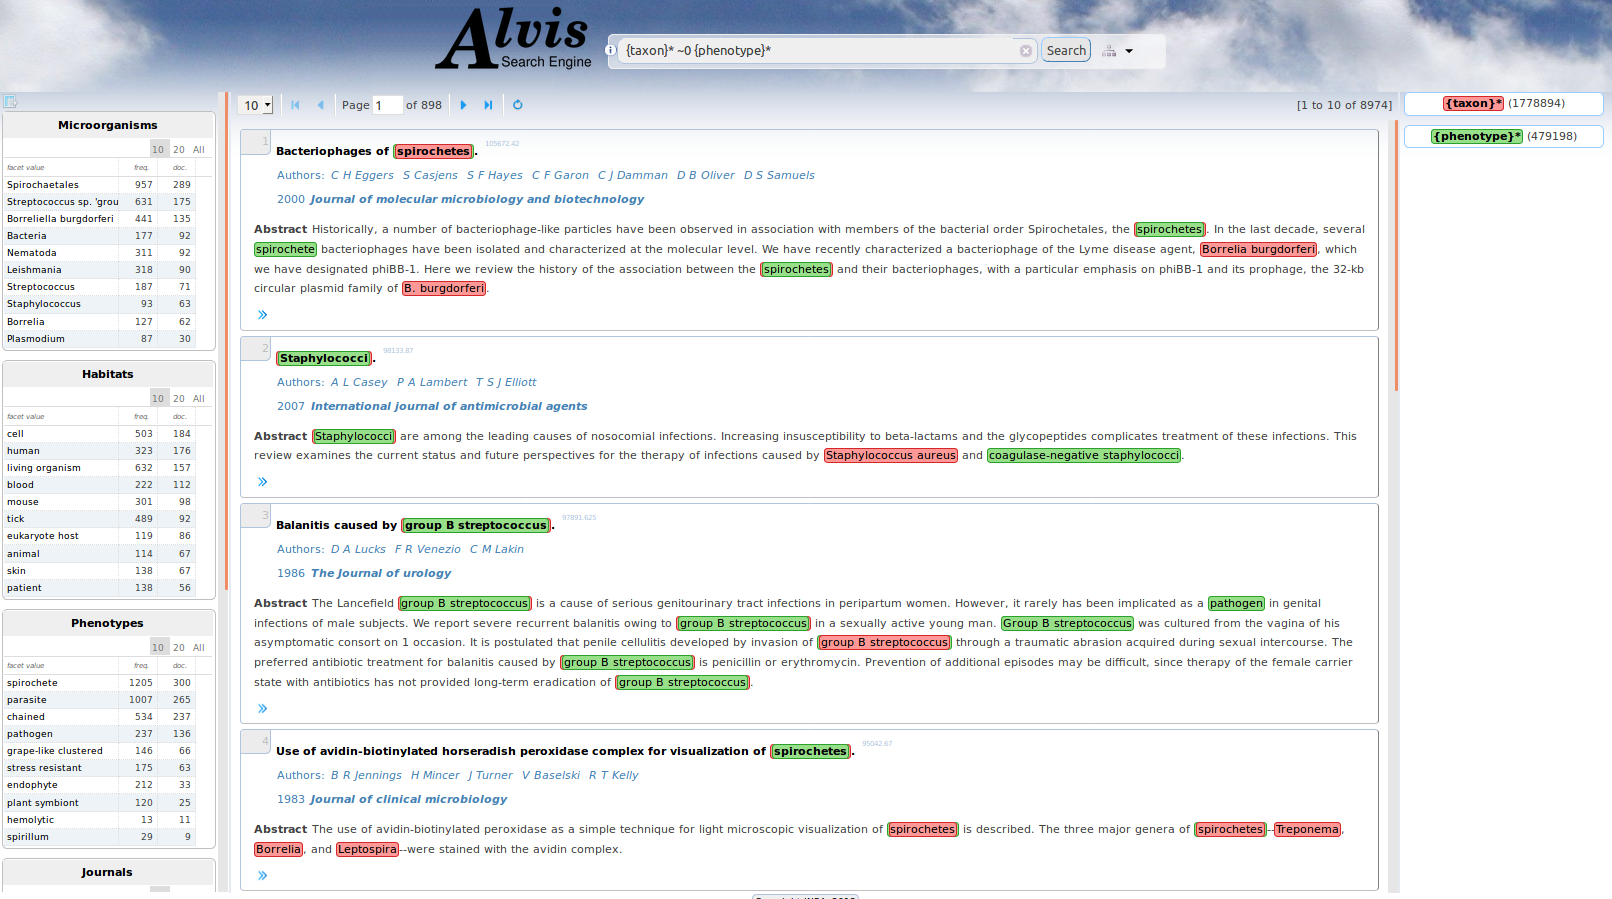 Alvis
Search Engine
{taxon}* ~0 {phenotype}*
Search
10
Page 1 of 898
[1 to 10 of 8974]
{taxon}* (1778894)
{phenotype}* (479198)
Microorganisms
10 20 All
facet value freq. doc.
Spirochaetales 957 289
Streptococcus sp. 'grou 631 175
Borreliella burgdorferi 441 135
Bacteria 177 92
Nematoda 311 92
Leishmania 318 90
Streptococcus 187 71
Staphylococcus 93 63
Borrelia 127 62
Plasmodium 87 30
Habitats
10 20 All
facet value freq. doc.
cell 503 184
human 323 176
living organism 632 157
blood 222 112
mouse 301 98
tick 489 92
eukaryote host 119 86
animal 114 67
skin 138 67
patient 138 56
Phenotypes
10 20 All
facet value freq. doc.
spirochete 1205 300
parasite 1007 265
chained 534 237
pathogen 237 136
grape-like clustered 146 66
stress resistant 175 63
endophyte 212 33
plant symbiont 120 25
hemolytic 13 11
spirillum 29 9
Journals
1
Bacteriophages of spirochetes. 105672.42
Authors: C H Eggers S Casjens S F Hayes C F Garon C J Damman D B Oliver D S Samuels
2000 Journal of molecular microbiology and biotechnology
Abstract Historically, a number of bacteriophage-like particles have been observed in association with members of the bacterial order Spirochetales, the spirochetes. In the last decade, several
spirochete bacteriophages have been isolated and characterized at the molecular level. We have recently characterized a bacteriophage of the Lyme disease agent, Borrelia burgdorferi, which
we have designated phiBB-1. Here we review the history of the association between the spirochetes and their bacteriophages, with a particular emphasis on phiBB-1 and its prophage, the 32-kb
circular plasmid family of B. burgdorferi.
2
Staphylococci. 98133.87
Authors: A L Casey P A Lambert T S J Elliott
2007 International journal of antimicrobial agents
Abstract Staphylococci are among the leading causes of nosocomial infections. Increasing insusceptibility to beta-lactams and the glycopeptides complicates treatment of these infections. This
review examines the current status and future perspectives for the therapy of infections caused by Staphylococcus aureus and coagulase-negative staphylococci.
3
Balanitis caused by group B streptococcus. 97891.625
Authors: D A Lucks F R Venezio C M Lakin
1986 The Journal of urology
Abstract The Lancefield group B streptococcus is a cause of serious genitourinary tract infections in peripartum women. However, it rarely has been implicated as a pathogen in genital
infections of male subjects. We report severe recurrent balanitis owing to group B streptococcus in a sexually active young man. Group B streptococcus was cultured from the vagina of his
asymptomatic consort on 1 occasion. It is postulated that penile cellulitis developed by invasion of group B streptococcus through a traumatic abrasion acquired during sexual intercourse. The
preferred antibiotic treatment for balanitis caused by group B streptococcus is penicillin or erythromycin. Prevention of additional episodes may be difficult, since therapy of the female carrier
state with antibiotics has not provided long-term eradication of group B streptococcus.
4
Use of avidin-biotinylated horseradish peroxidase complex for visualization of spirochetes. 95042.67
Authors: B R Jennings H Mincer J Turner V Baselski R T Kelly
1983 Journal of clinical microbiology
Abstract The use of avidin-biotinylated peroxidase as a simple technique for light microscopic visualization of spirochetes is described. The three major genera of spirochetes--Treponema,
Borrelia, and Leptospira--were stained with the avidin complex.